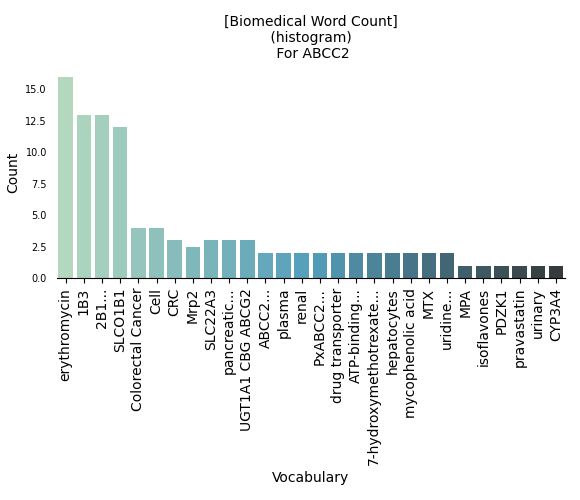 [Biomedical Word Count]
(histogram)
For ABCC2
Count
15.0
12.5
10.0
7.5
5.0
2.5
0.0
erythromycin
1B3
2B1...
SLCO1B1
Colorectal Cancer
Cell
CRC
Mrp2
SLC22A3
pancreatic...
UGT1A1 CBG ABCG2
ABCC2...
plasma
renal
PxABCC2...
drug transporter
ATP-binding...
7-hydroxymethotrexate...
hepatocytes
mycophenolic acid
MTX
uridine...
MPA
isoflavones
PDZK1
pravastatin
urinary
CYP3A4
Vocabulary